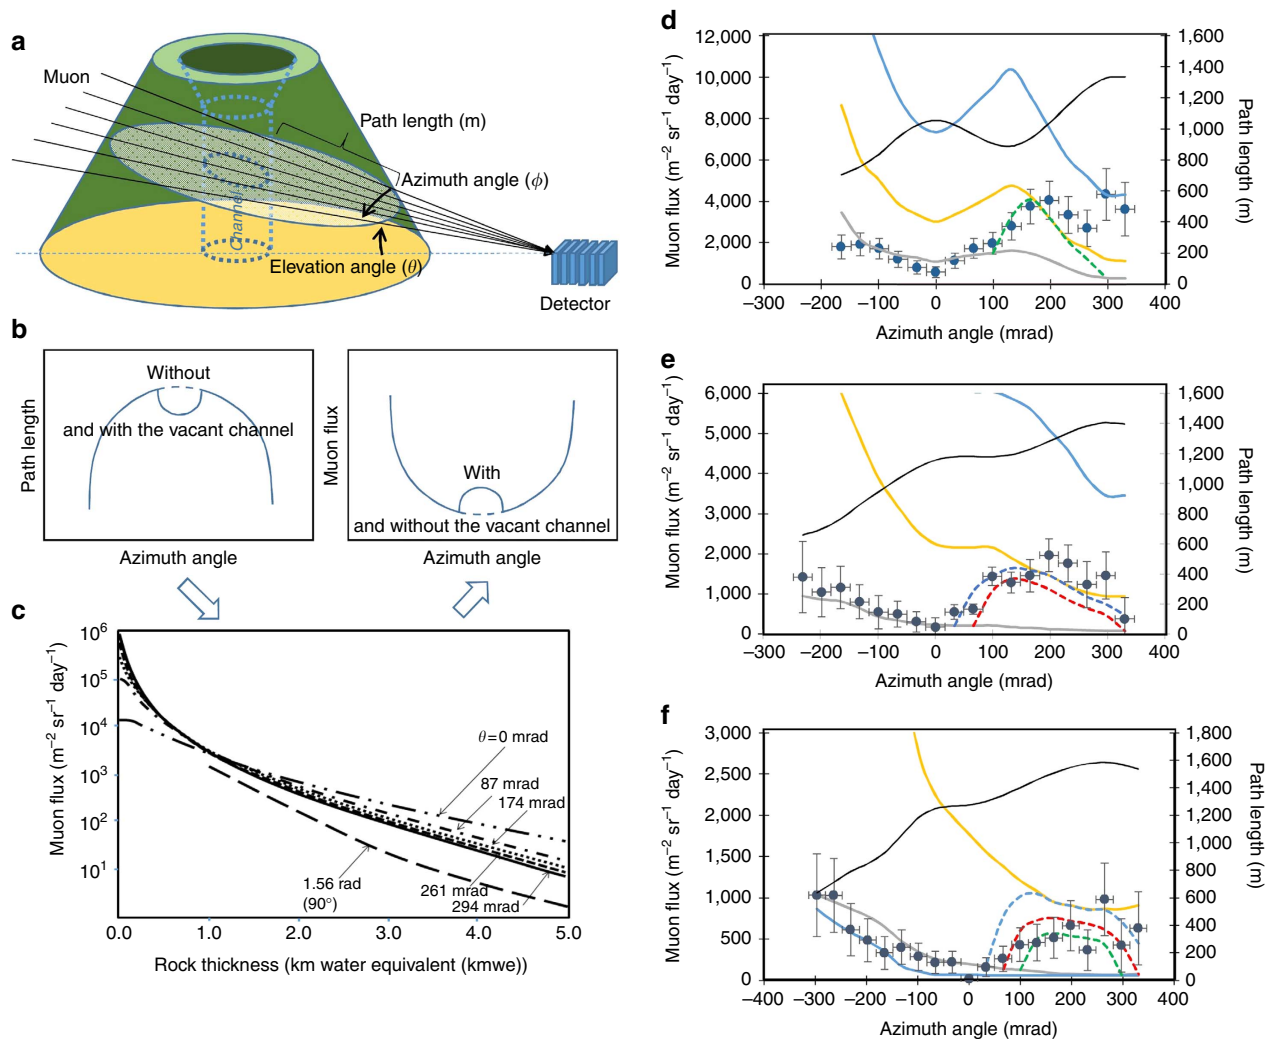 a
Muon
Path length (m)
Azimuth angle (ϕ)
Channel
Elevation angle (θ)
Detector
b
Path length
Without
and with the vacant channel
Azimuth angle
Muon flux
With
and without the vacant channel
Azimuth angle
c
Muon flux (m⁻² sr⁻¹ day⁻¹)
10⁶
10⁵
10⁴
10³
10²
10¹
θ=0 mrad
87 mrad
174 mrad
1.56 rad
(90°)
261 mrad
294 mrad
0.0 1.0 2.0 3.0 4.0 5.0
Rock thickness (km water equivalent (kmwe))
d
Muon flux (m⁻² sr⁻¹ day⁻¹)
12,000
10,000
8,000
6,000
4,000
2,000
0
1,600
1,400
1,200
1,000
800
600
400
200
0
Path length (m)
−300 −200 −100 0 100 200 300 400
Azimuth angle (mrad)
e
Muon flux (m⁻² sr⁻¹ day⁻¹)
6,000
5,000
4,000
3,000
2,000
1,000
0
1,600
1,400
1,200
1,000
800
600
400
200
0
Path length (m)
−300 −200 −100 0 100 200 300 400
Azimuth angle (mrad)
f
Muon flux (m⁻² sr⁻¹ day⁻¹)
3,000
2,500
2,000
1,500
1,000
500
0
1,800
1,600
1,400
1,200
1,000
800
600
400
200
0
Path length (m)
−400 −300 −200 −100 0 100 200 300 400
Azimuth angle (mrad)